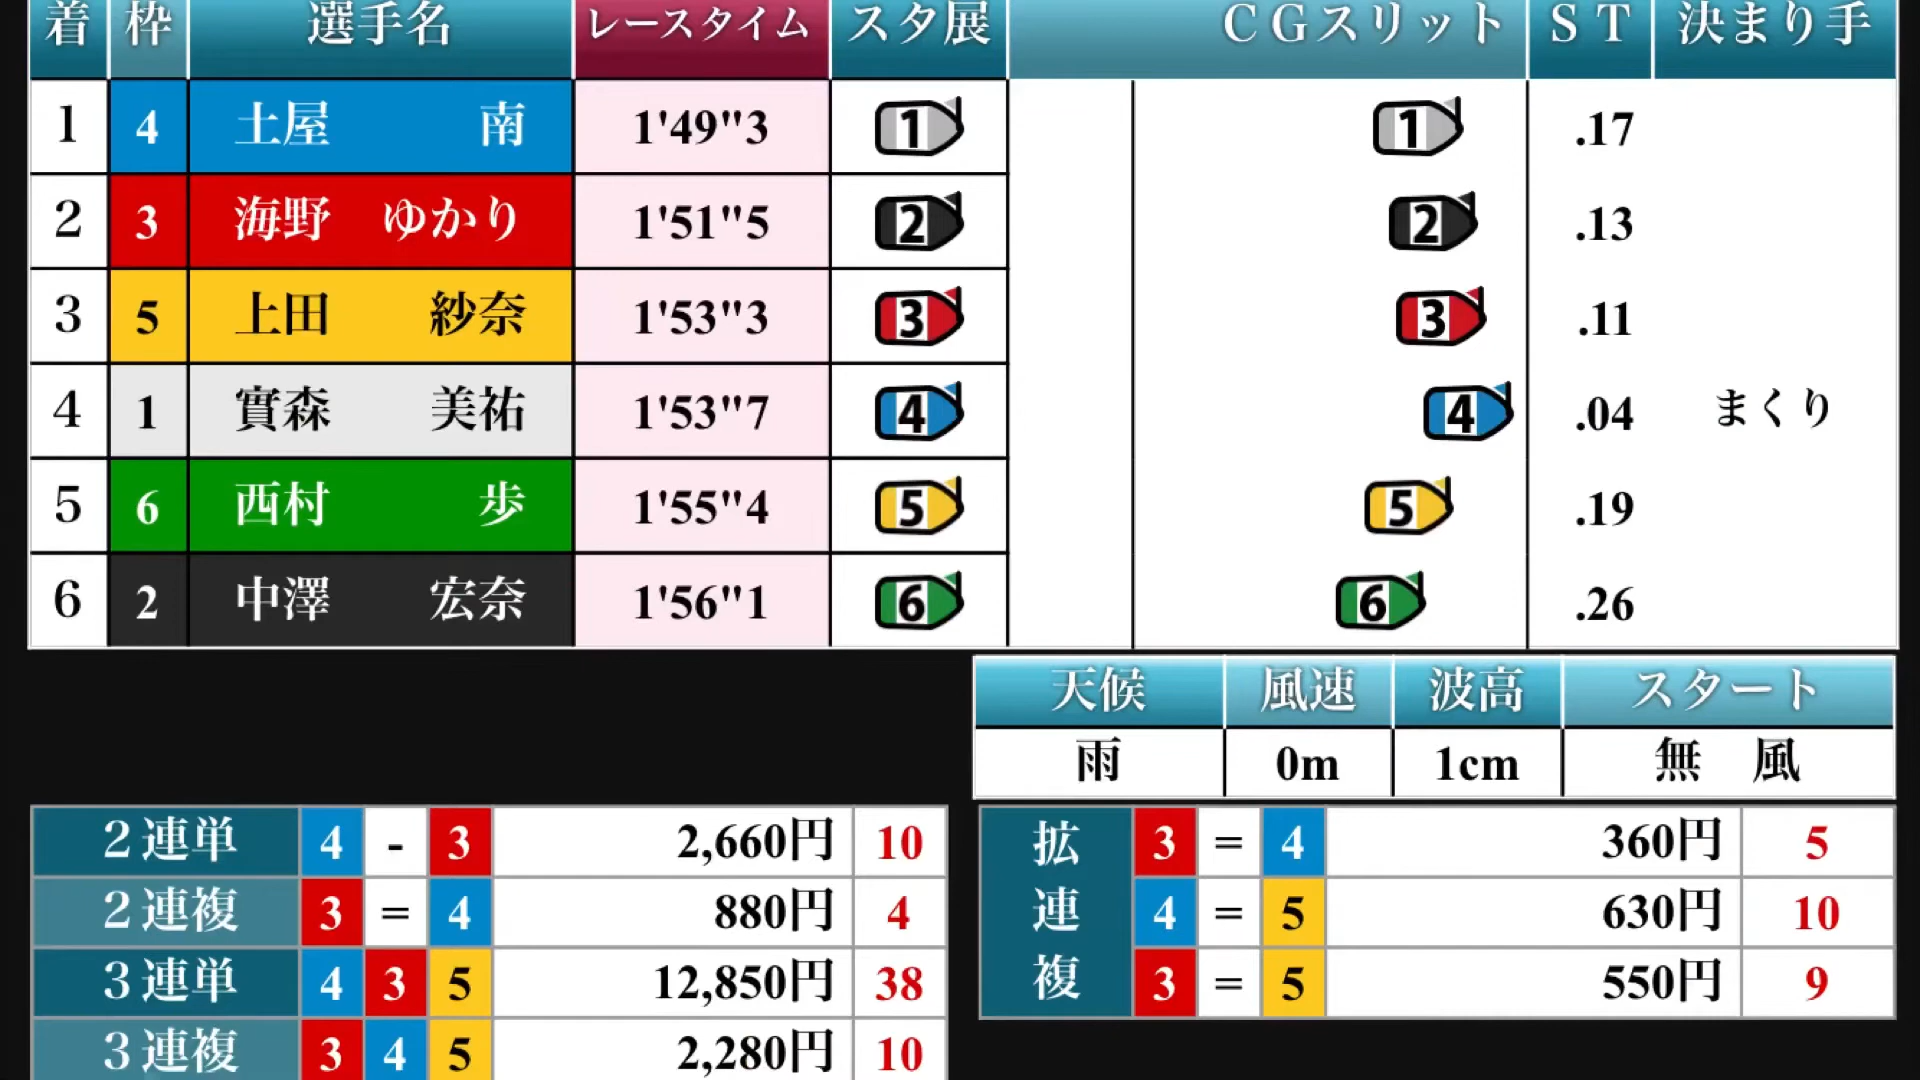 着 枠 選手名 レースタイム スタ展 CGスリット ST 決まり手
1 4 土屋 南 1'49"3 1 1 .17
2 3 海野 ゆかり 1'51"5 2 2 .13
3 5 上田 紗奈 1'53"3 3 3 .11
4 1 實森 美祐 1'53"7 4 4 .04 まくり
5 6 西村 歩 1'55"4 5 5 .19
6 2 中澤 宏奈 1'56"1 6 6 .26
天候 風速 波高 スタート
雨 0m 1cm 無 風
2連単 4 - 3 2,660円 10
2連複 3 = 4 880円 4
3連単 4 3 5 12,850円 38
3連複 3 4 5 2,280円 10
拡連複 3 = 4 360円 5
4 = 5 630円 10
3 = 5 550円 9